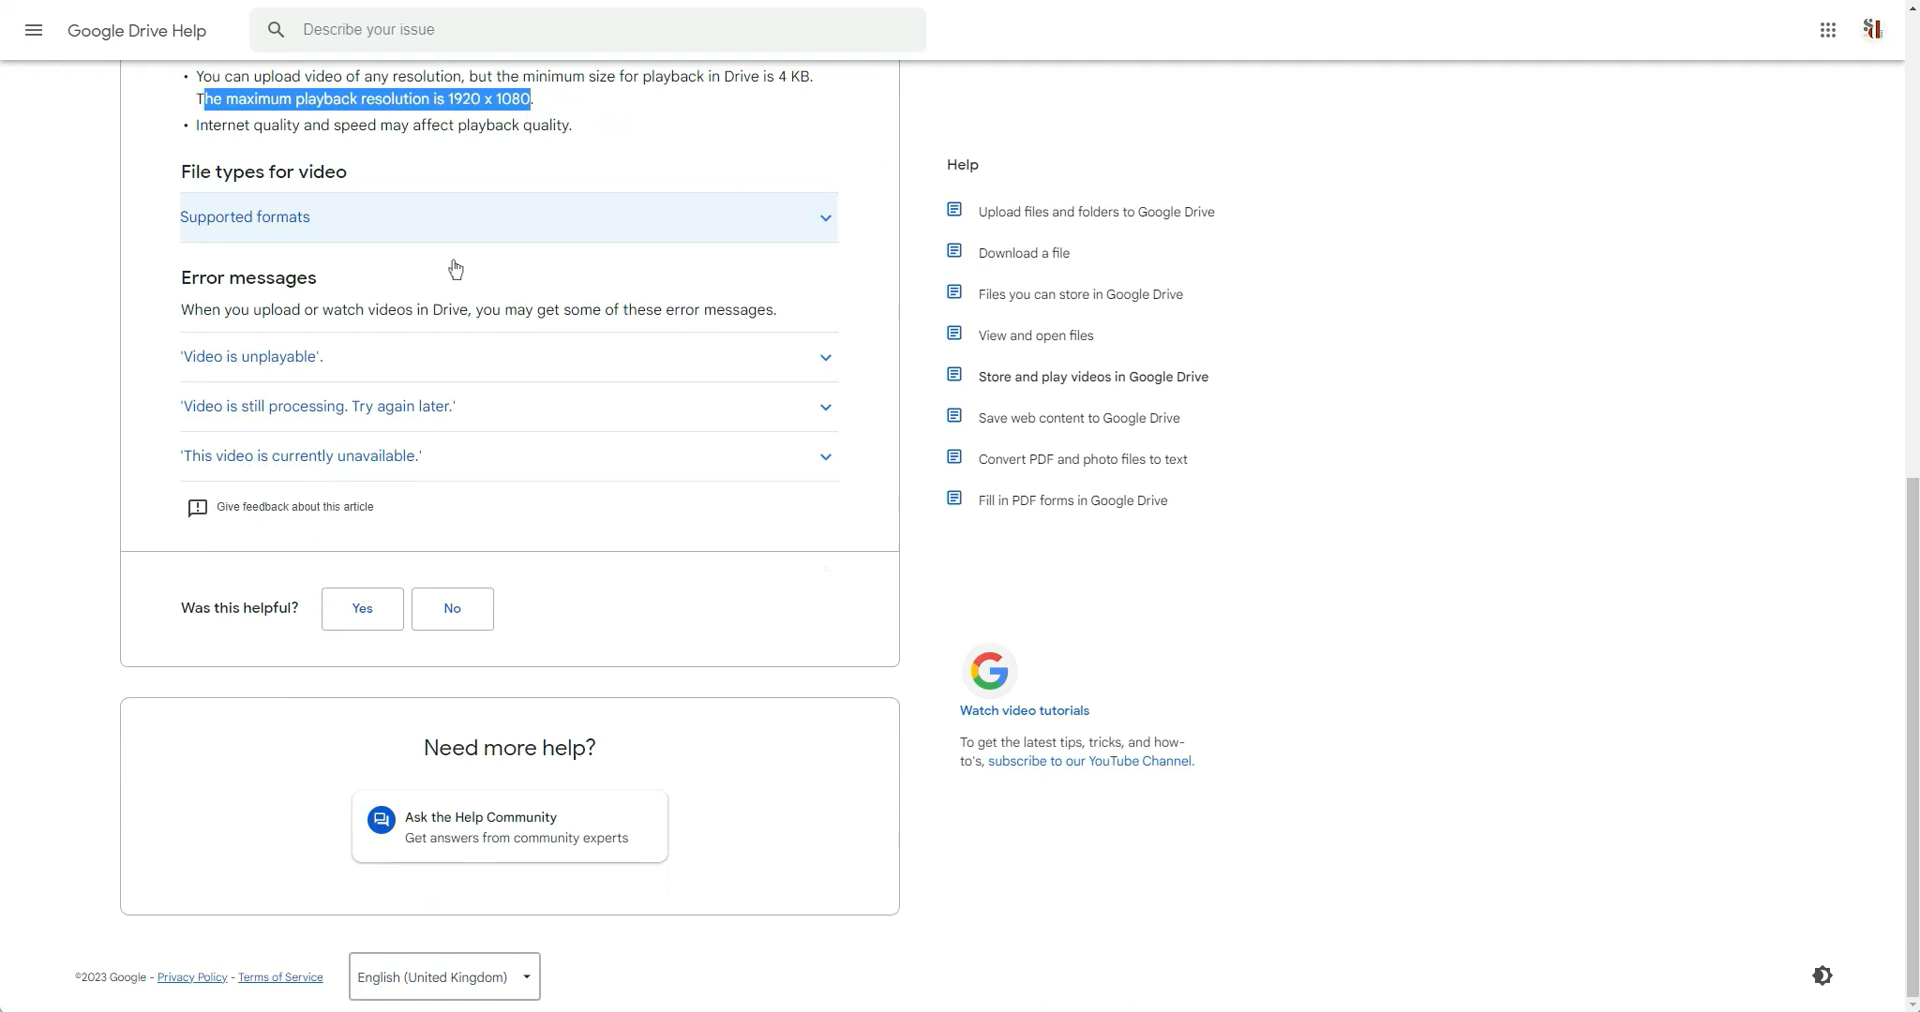 Google Drive Help
Describe your issue
• You can upload video of any resolution, but the minimum size for playback in Drive is 4 KB.
The maximum playback resolution is 1920 x 1080.
• Internet quality and speed may affect playback quality.
File types for video
Supported formats
Error messages
When you upload or watch videos in Drive, you may get some of these error messages.
'Video is unplayable'.
'Video is still processing. Try again later.'
'This video is currently unavailable.'
Give feedback about this article
Was this helpful?
Yes
No
Need more help?
Ask the Help Community
Get answers from community experts
Help
Upload files and folders to Google Drive
Download a file
Files you can store in Google Drive
View and open files
Store and play videos in Google Drive
Save web content to Google Drive
Convert PDF and photo files to text
Fill in PDF forms in Google Drive
Watch video tutorials
To get the latest tips, tricks, and how-
to's, subscribe to our YouTube Channel.
©2023 Google - Privacy Policy - Terms of Service
English (United Kingdom)